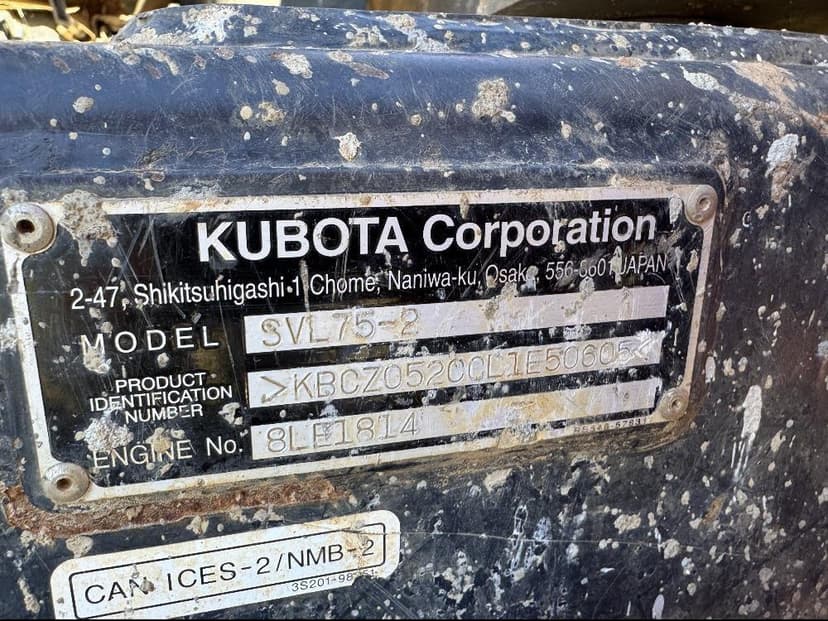 KUBOTA Corporation
2-47, Shikitsuhigashi 1 Chome, Naniwa-ku, Osaka, 556-8601 JAPAN
MODEL SVL75-2
PRODUCT
IDENTIFICATION
NUMBER >KBCZ0520CL1E50605<
ENGINE No. 8LE1814
CAN ICES-2/NMB-2